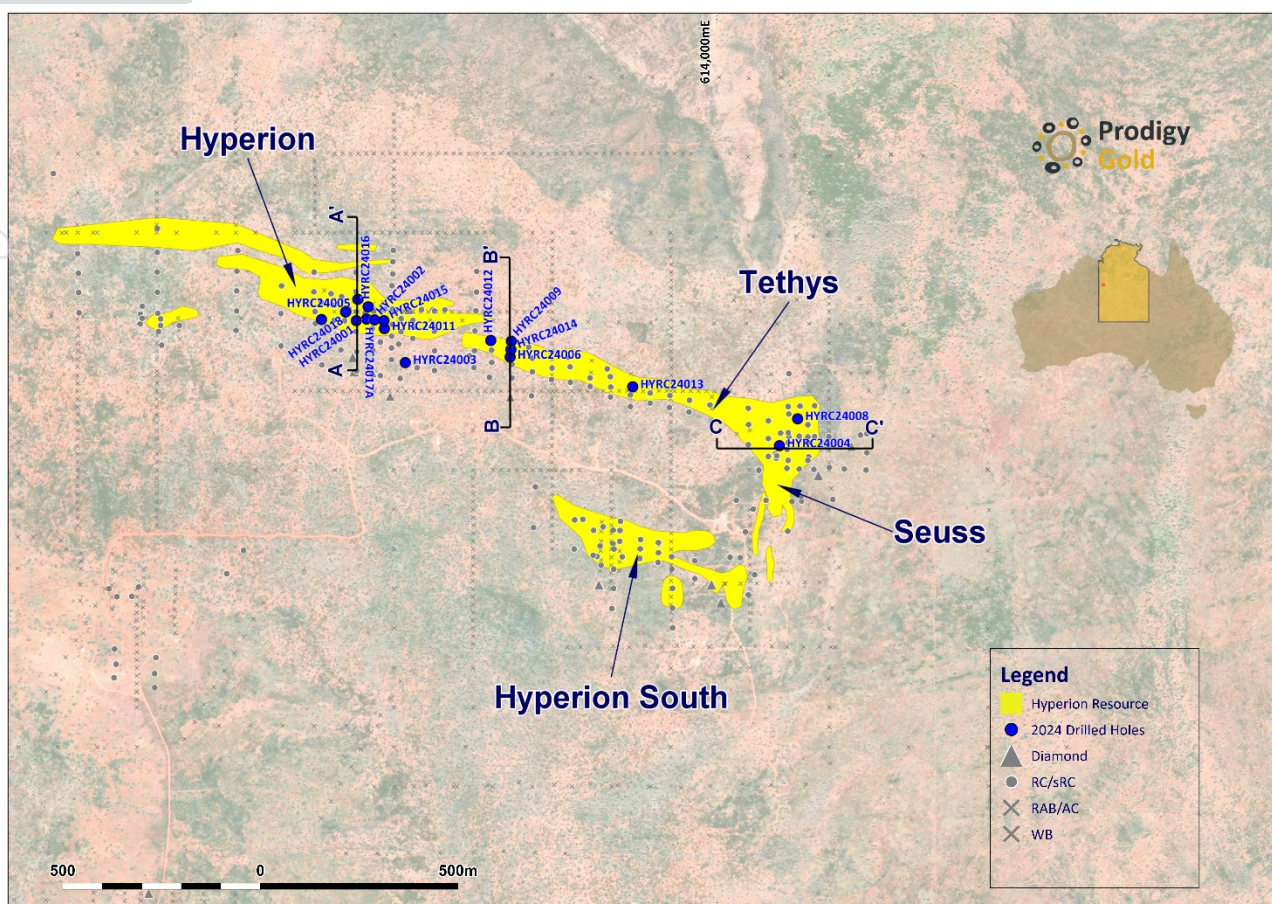 614,000mE
Prodigy
Gold
Hyperion
A'
HYRC24016
HYRC24002
HYRC24015
HYRC24005
HYRC24018
HYRC24001
HYRC24011
HYRC24017A
HYRC24003
A
B'
HYRC24012
HYRC24009
HYRC24014
HYRC24006
B
HYRC24013
Tethys
HYRC24008
C
C'
HYRC24004
Seuss
Hyperion South
Legend
Hyperion Resource
2024 Drilled Holes
Diamond
RC/sRC
RAB/AC
WB
500 0 500m